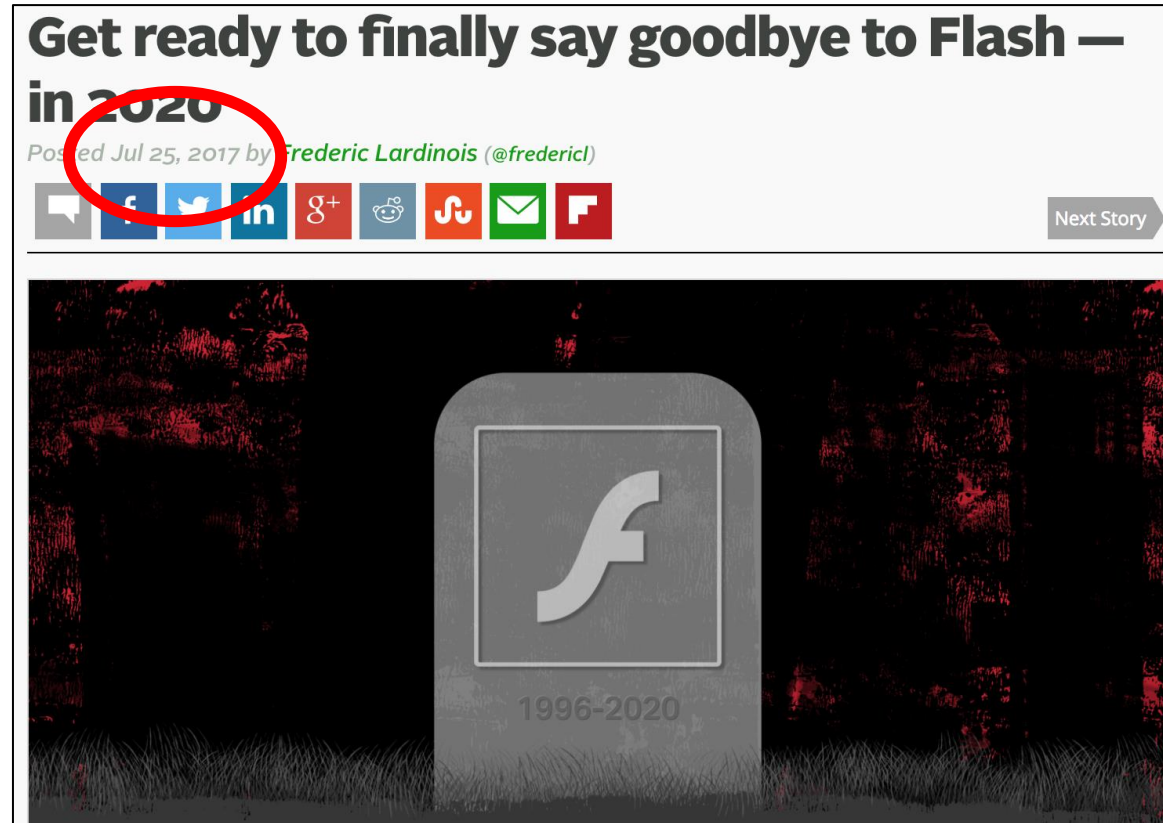 Get ready to finally say goodbye to Flash —
in 2020
Posted Jul 25, 2017 by Frederic Lardinois (@fredericl)
f in g+
Next Story
f
1996-2020